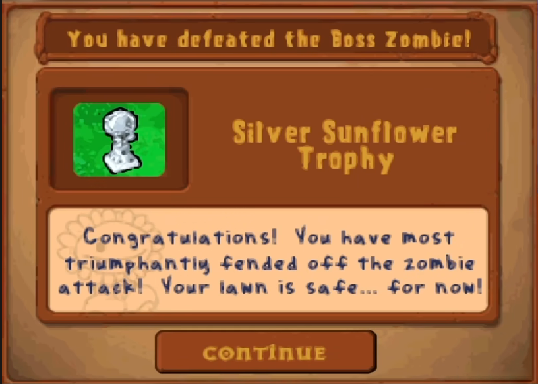 You have defeated the Boss Zombie!
Silver Sunflower
Trophy
Congratulations! You have most
triumphantly fended off the zombie
attack! Your lawn is safe... for now!
CONTINUE